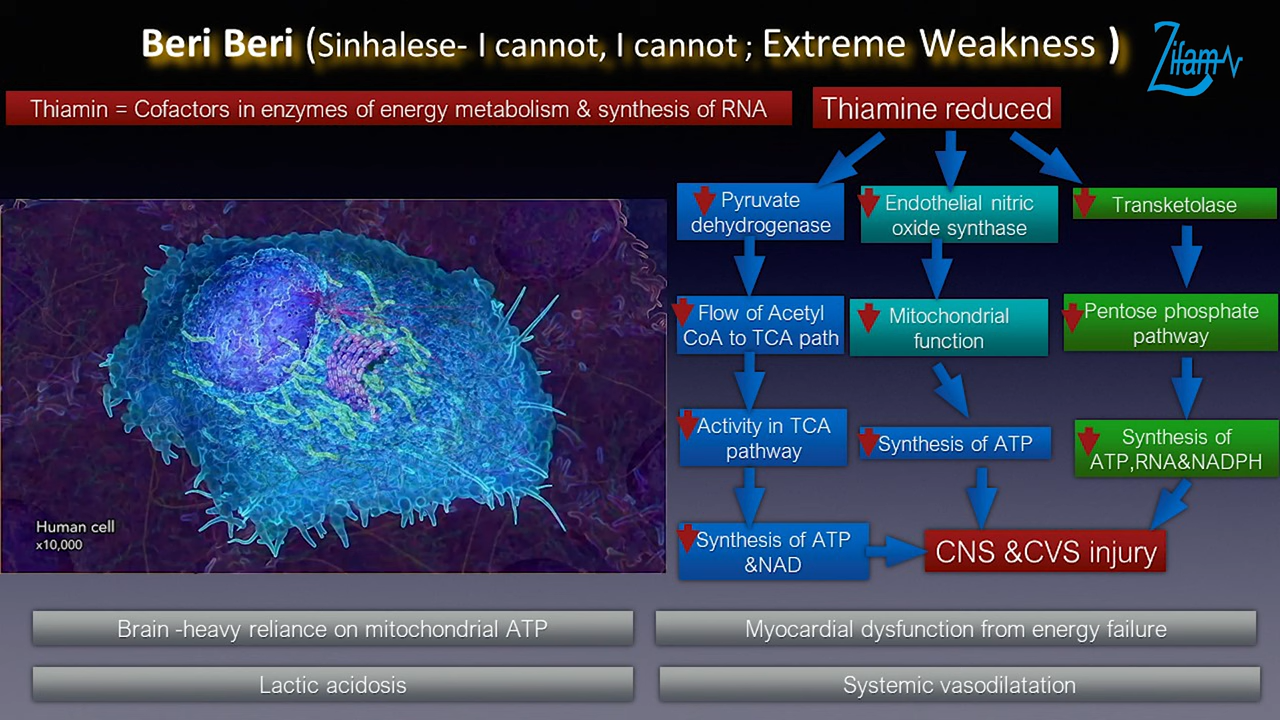 Beri Beri (Sinhalese- I cannot, I cannot ; Extreme Weakness )
Zifam
Thiamin = Cofactors in enzymes of energy metabolism & synthesis of RNA
Thiamine reduced
Pyruvate
dehydrogenase
Endothelial nitric
oxide synthase
Transketolase
Flow of Acetyl
CoA to TCA path
Mitochondrial
function
Pentose phosphate
pathway
Activity in TCA
pathway
Synthesis of ATP
Synthesis of
ATP,RNA&NADPH
Synthesis of ATP
&NAD
CNS &CVS injury
Human cell
x10,000
Brain -heavy reliance on mitochondrial ATP
Myocardial dysfunction from energy failure
Lactic acidosis
Systemic vasodilatation